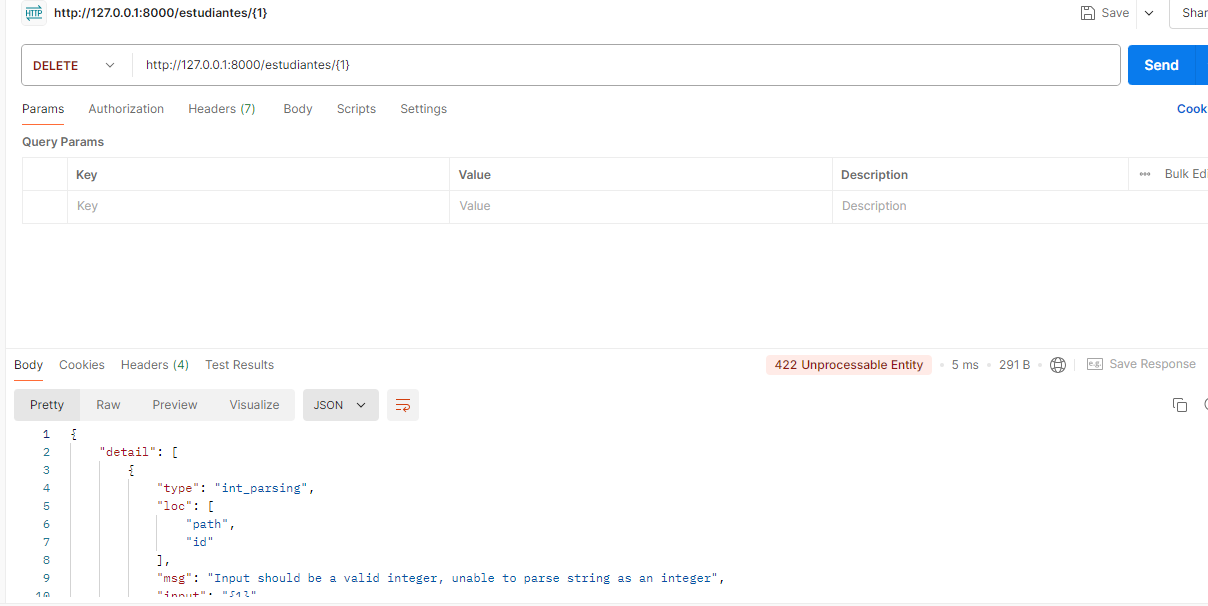 HTTP http://127.0.0.1:8000/estudiantes/{1} Save
DELETE http://127.0.0.1:8000/estudiantes/{1} Send
Params Authorization Headers (7) Body Scripts Settings
Query Params
Key Value Description Bulk
Key Value Description
Body Cookies Headers (4) Test Results 422 Unprocessable Entity 5 ms 291 B e.g. Save Response
Pretty Raw Preview Visualize JSON
1 {
2 "detail": [
3 {
4 "type": "int_parsing",
5 "loc": [
6 "path",
7 "id"
8 ],
9 "msg": "Input should be a valid integer, unable to parse string as an integer",
10 "input": "{1}"